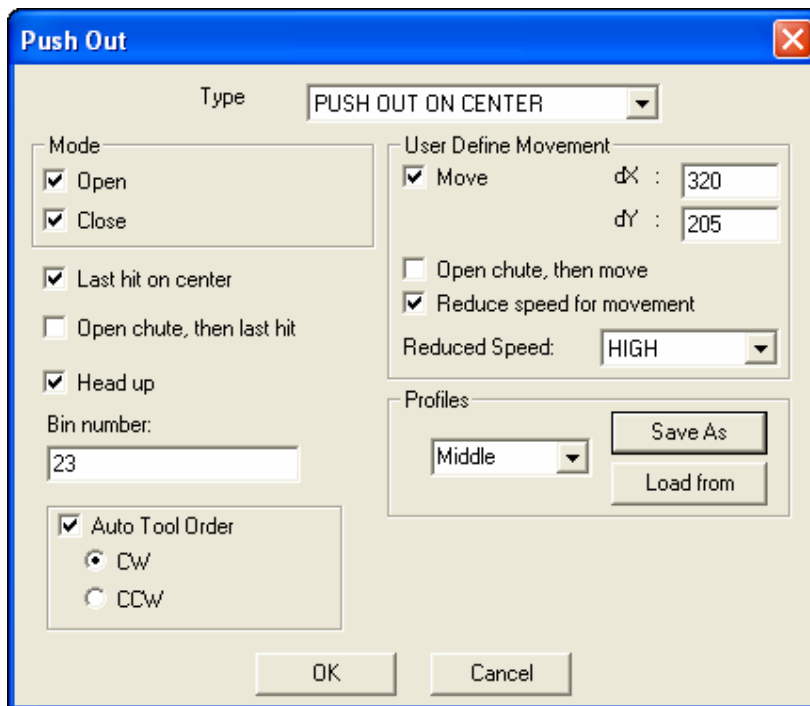 Push Out
Type
PUSH OUT ON CENTER
Mode
Open
Close
Last hit on center
Open chute, then last hit
Head up
Bin number:
23
Auto Tool Order
CW
CCW
User Define Movement
Move
dX :
320
dY :
205
Open chute, then move
Reduce speed for movement
Reduced Speed:
HIGH
Profiles
Middle
Save As
Load from
OK
Cancel